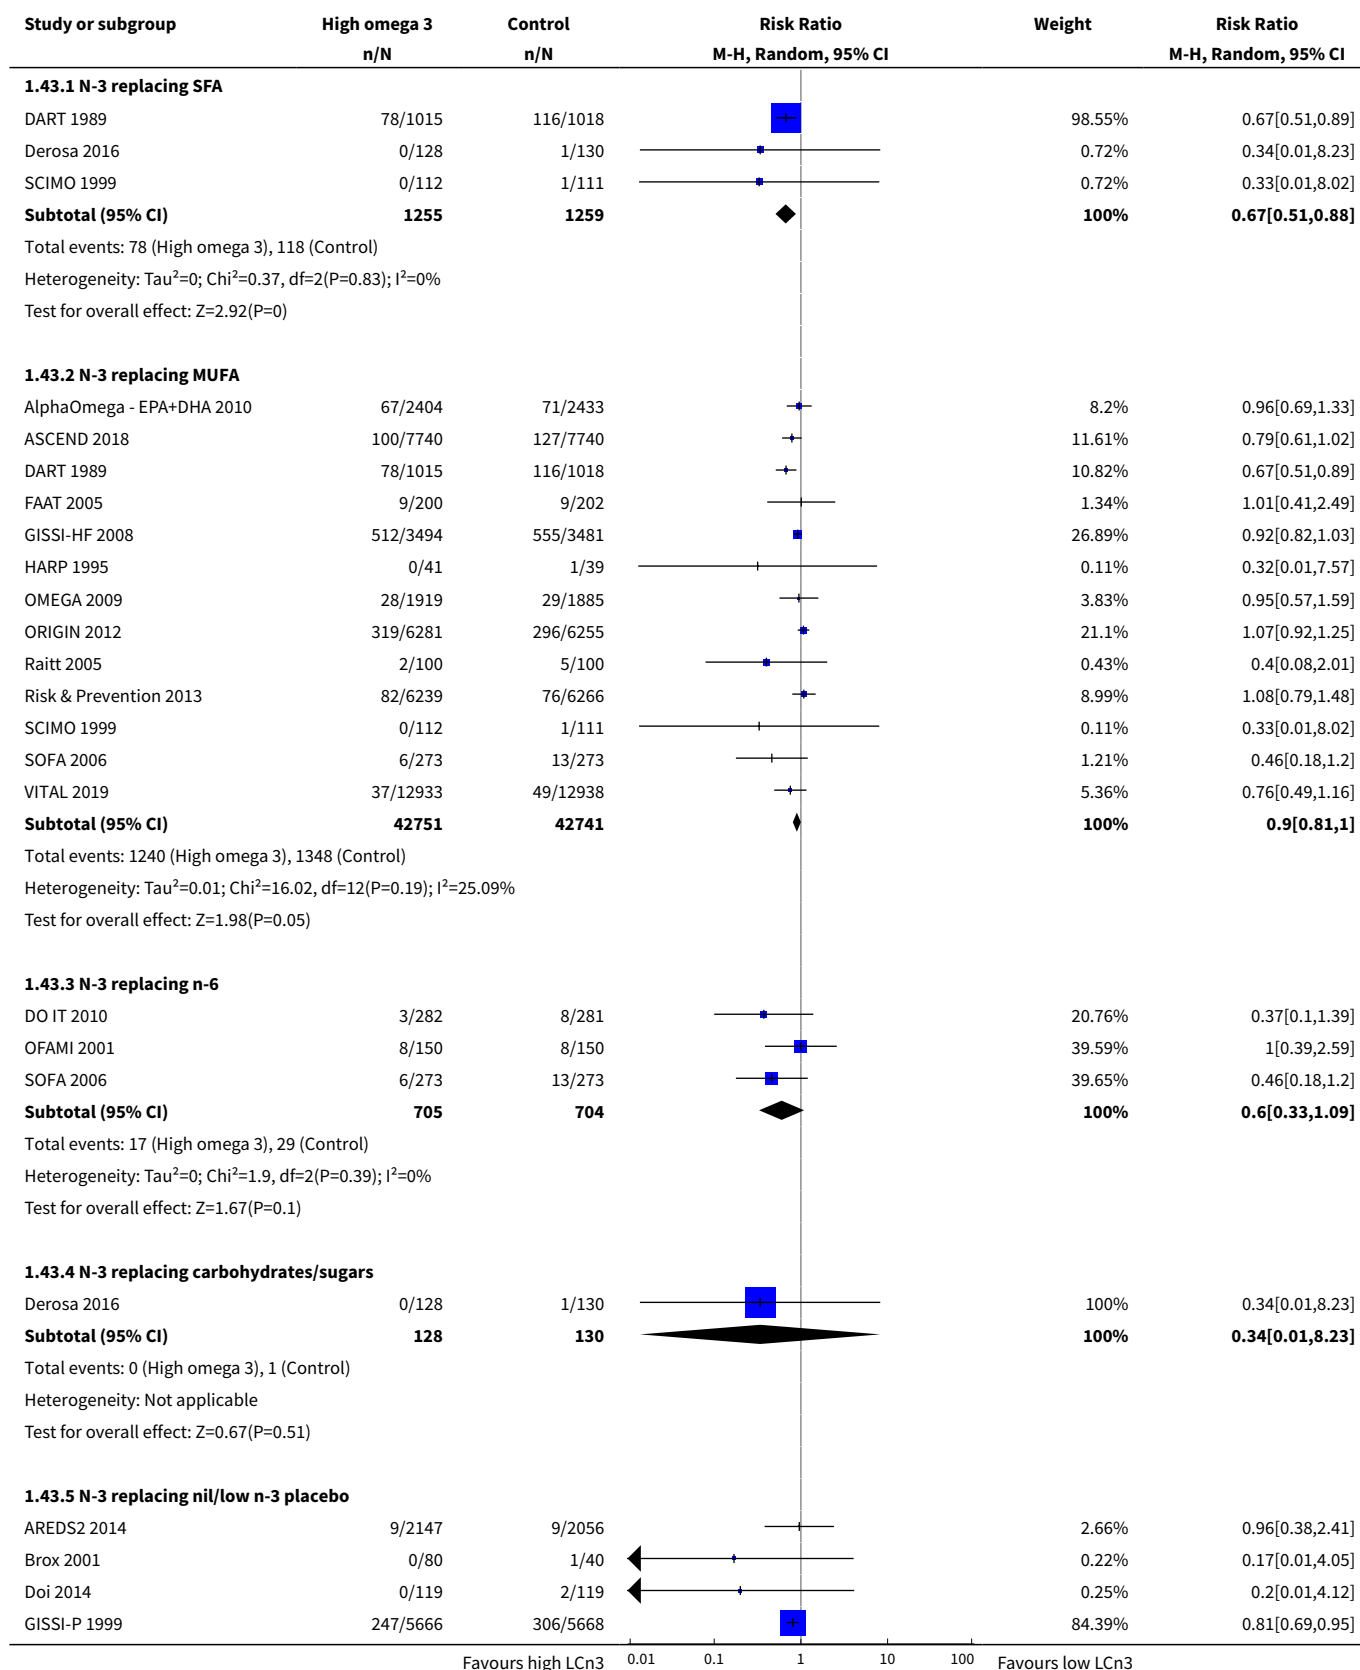 Study or subgroup High omega 3 Control Risk Ratio Weight Risk Ratio
n/N n/N M-H, Random, 95% CI M-H, Random, 95% CI
1.43.1 N-3 replacing SFA
DART 1989 78/1015 116/1018 98.55% 0.67[0.51,0.89]
Derosa 2016 0/128 1/130 0.72% 0.34[0.01,8.23]
SCIMO 1999 0/112 1/111 0.72% 0.33[0.01,8.02]
Subtotal (95% CI) 1255 1259 100% 0.67[0.51,0.88]
Total events: 78 (High omega 3), 118 (Control)
Heterogeneity: Tau²=0; Chi²=0.37, df=2(P=0.83); I²=0%
Test for overall effect: Z=2.92(P=0)
1.43.2 N-3 replacing MUFA
AlphaOmega - EPA+DHA 2010 67/2404 71/2433 8.2% 0.96[0.69,1.33]
ASCEND 2018 100/7740 127/7740 11.61% 0.79[0.61,1.02]
DART 1989 78/1015 116/1018 10.82% 0.67[0.51,0.89]
FAAT 2005 9/200 9/202 1.34% 1.01[0.41,2.49]
GISSI-HF 2008 512/3494 555/3481 26.89% 0.92[0.82,1.03]
HARP 1995 0/41 1/39 0.11% 0.32[0.01,7.57]
OMEGA 2009 28/1919 29/1885 3.83% 0.95[0.57,1.59]
ORIGIN 2012 319/6281 296/6255 21.1% 1.07[0.92,1.25]
Raitt 2005 2/100 5/100 0.43% 0.4[0.08,2.01]
Risk & Prevention 2013 82/6239 76/6266 8.99% 1.08[0.79,1.48]
SCIMO 1999 0/112 1/111 0.11% 0.33[0.01,8.02]
SOFA 2006 6/273 13/273 1.21% 0.46[0.18,1.2]
VITAL 2019 37/12933 49/12938 5.36% 0.76[0.49,1.16]
Subtotal (95% CI) 42751 42741 100% 0.9[0.81,1]
Total events: 1240 (High omega 3), 1348 (Control)
Heterogeneity: Tau²=0.01; Chi²=16.02, df=12(P=0.19); I²=25.09%
Test for overall effect: Z=1.98(P=0.05)
1.43.3 N-3 replacing n-6
DO IT 2010 3/282 8/281 20.76% 0.37[0.1,1.39]
OFAMI 2001 8/150 8/150 39.59% 1[0.39,2.59]
SOFA 2006 6/273 13/273 39.65% 0.46[0.18,1.2]
Subtotal (95% CI) 705 704 100% 0.6[0.33,1.09]
Total events: 17 (High omega 3), 29 (Control)
Heterogeneity: Tau²=0; Chi²=1.9, df=2(P=0.39); I²=0%
Test for overall effect: Z=1.67(P=0.1)
1.43.4 N-3 replacing carbohydrates/sugars
Derosa 2016 0/128 1/130 100% 0.34[0.01,8.23]
Subtotal (95% CI) 128 130 100% 0.34[0.01,8.23]
Total events: 0 (High omega 3), 1 (Control)
Heterogeneity: Not applicable
Test for overall effect: Z=0.67(P=0.51)
1.43.5 N-3 replacing nil/low n-3 placebo
AREDS2 2014 9/2147 9/2056 2.66% 0.96[0.38,2.41]
Brox 2001 0/80 1/40 0.22% 0.17[0.01,4.05]
Doi 2014 0/119 2/119 0.25% 0.2[0.01,4.12]
GISSI-P 1999 247/5666 306/5668 84.39% 0.81[0.69,0.95]
Favours high LCn3 0.01 0.1 1 10 100 Favours low LCn3